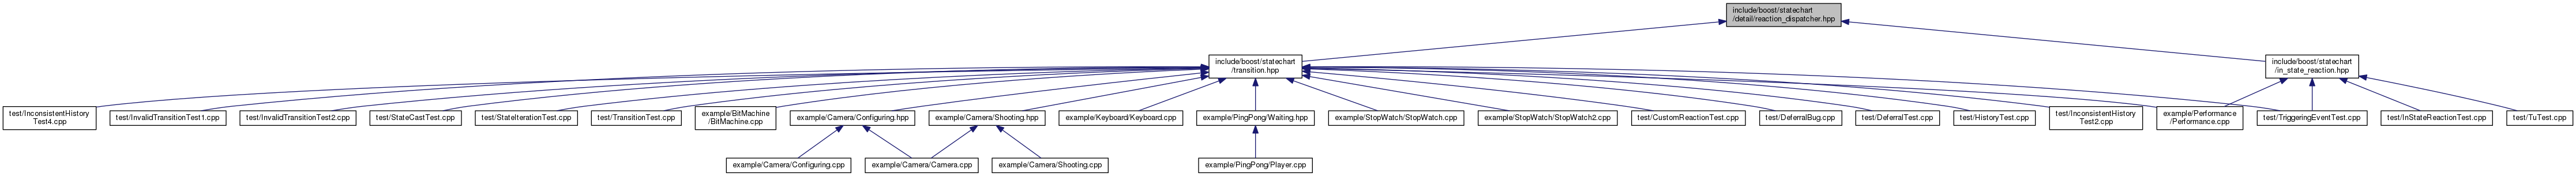 include/boost/statechart
/detail/reaction_dispatcher.hpp
include/boost/statechart
/transition.hpp
include/boost/statechart
/in_state_reaction.hpp
test/InconsistentHistory
Test4.cpp
test/InvalidTransitionTest1.cpp
test/InvalidTransitionTest2.cpp
test/StateCastTest.cpp
test/StateIterationTest.cpp
test/TransitionTest.cpp
example/BitMachine
/BitMachine.cpp
example/Camera/Configuring.hpp
example/Camera/Shooting.hpp
example/Keyboard/Keyboard.cpp
example/PingPong/Waiting.hpp
example/StopWatch/StopWatch.cpp
example/StopWatch/StopWatch2.cpp
test/CustomReactionTest.cpp
test/DeferralBug.cpp
test/DeferralTest.cpp
test/HistoryTest.cpp
test/InconsistentHistory
Test2.cpp
example/Performance
/Performance.cpp
test/TriggeringEventTest.cpp
test/InStateReactionTest.cpp
test/TuTest.cpp
example/Camera/Configuring.cpp
example/Camera/Camera.cpp
example/Camera/Shooting.cpp
example/PingPong/Player.cpp